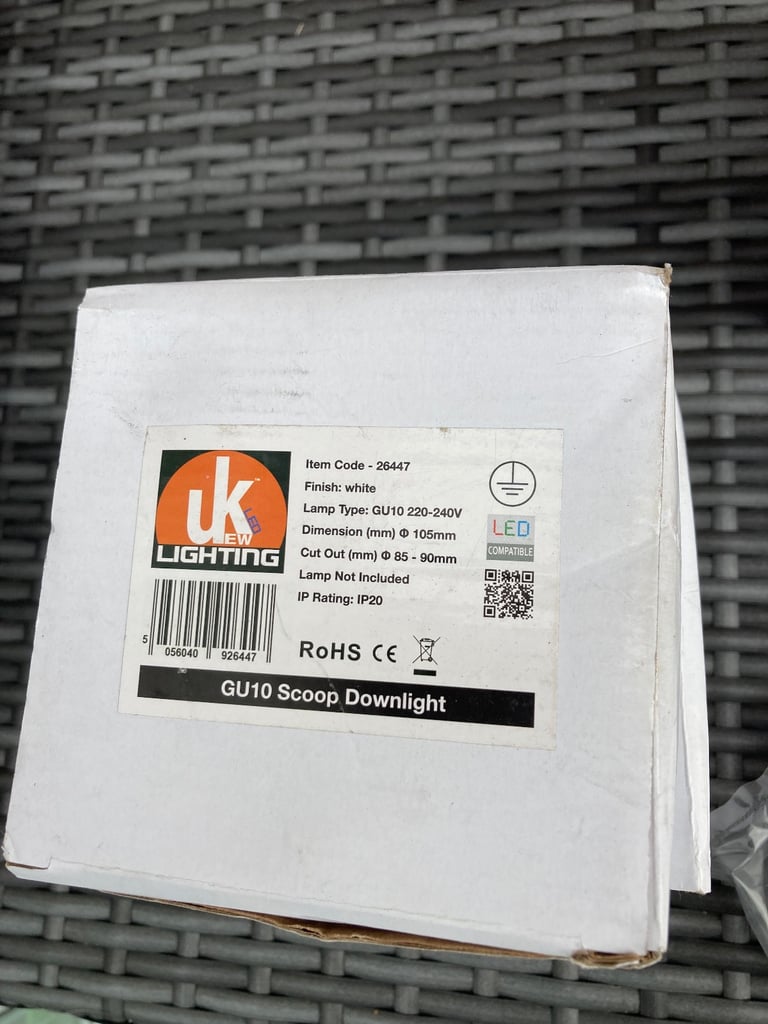 uk
LED
EW
LIGHTING
Item Code - 26447
Finish: white
Lamp Type: GU10 220-240V
Dimension (mm) Φ 105mm
Cut Out (mm) Φ 85 - 90mm
Lamp Not Included
IP Rating: IP20
LED
COMPATIBLE
5 056040 926447
RoHS CE
GU10 Scoop Downlight